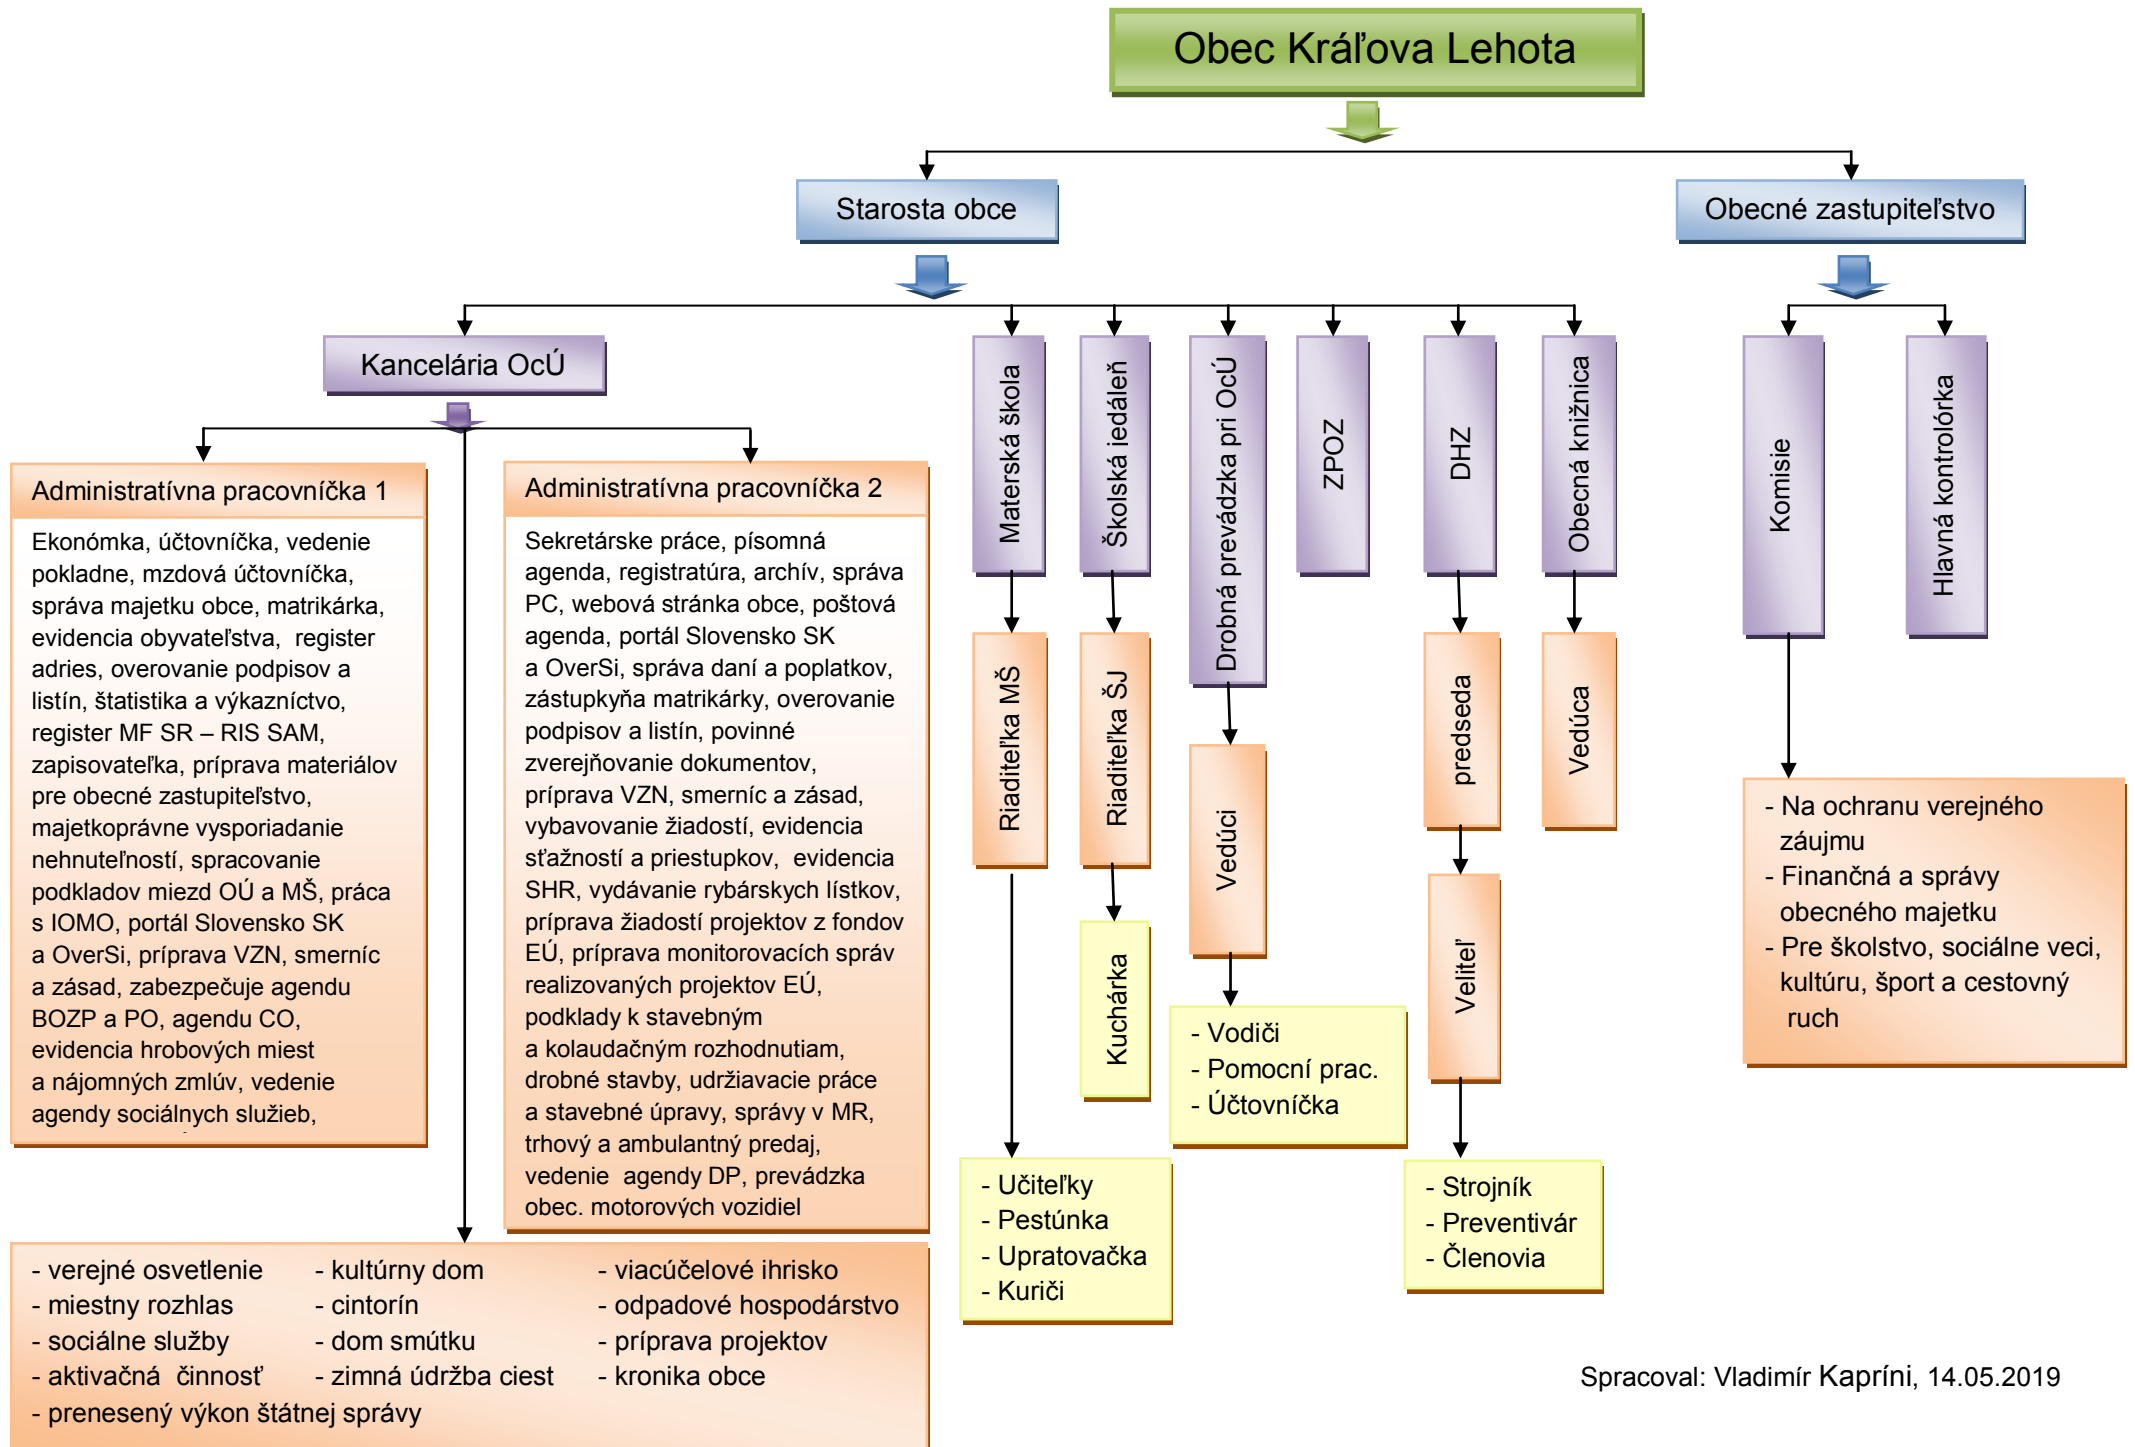 Obec Kráľova Lehota
Starosta obce
Obecné zastupiteľstvo
Kancelária OcÚ
Materská škola
Školská iedáleň
Drobná prevádzka pri OcÚ
ZPOZ
DHZ
Obecná knižnica
Komisie
Hlavná kontrolórka
Administratívna pracovníčka 1
Ekonómka, účtovníčka, vedenie
pokladne, mzdová účtovníčka,
správa majetku obce, matrikárka,
evidencia obyvateľstva, register
adries, overovanie podpisov a
listín, štatistika a výkazníctvo,
register MF SR – RIS SAM,
zapisovateľka, príprava materiálov
pre obecné zastupiteľstvo,
majetkoprávne vysporiadanie
nehnuteľností, spracovanie
podkladov miezd OÚ a MŠ, práca
s IOMO, portál Slovensko SK
a OverSi, príprava VZN, smerníc
a zásad, zabezpečuje agendu
BOZP a PO, agendu CO,
evidencia hrobových miest
a nájomných zmlúv, vedenie
agendy sociálnych služieb,
Administratívna pracovníčka 2
Sekretárske práce, písomná
agenda, registratúra, archív, správa
PC, webová stránka obce, poštová
agenda, portál Slovensko SK
a OverSi, správa daní a poplatkov,
zástupkyňa matrikárky, overovanie
podpisov a listín, povinné
zverejňovanie dokumentov,
príprava VZN, smerníc a zásad,
vybavovanie žiadostí, evidencia
sťažností a priestupkov, evidencia
SHR, vydávanie rybárskych lístkov,
príprava žiadostí projektov z fondov
EÚ, príprava monitorovacích správ
realizovaných projektov EÚ,
podklady k stavebným
a kolaudačným rozhodnutiam,
drobné stavby, udržiavacie práce
a stavebné úpravy, správy v MR,
trhový a ambulantný predaj,
vedenie agendy DP, prevádzka
obec. motorových vozidiel
Riaditeľka MŠ
Riaditeľka ŠJ
Vedúci
predseda
Vedúca
Veliteľ
Kuchárka
- Vodiči
- Pomocní prac.
- Účtovníčka
- Učiteľky
- Pestúnka
- Upratovačka
- Kuriči
- Strojník
- Preventivár
- Členovia
- Na ochranu verejného
záujmu
- Finančná a správy
obecného majetku
- Pre školstvo, sociálne veci,
kultúru, šport a cestovný
ruch
- verejné osvetlenie - kultúrny dom - viacúčelové ihrisko
- miestny rozhlas - cintorín - odpadové hospodárstvo
- sociálne služby - dom smútku - príprava projektov
- aktivačná činnosť - zimná údržba ciest - kronika obce
- prenesený výkon štátnej správy
Spracoval: Vladimír Kapríni, 14.05.2019